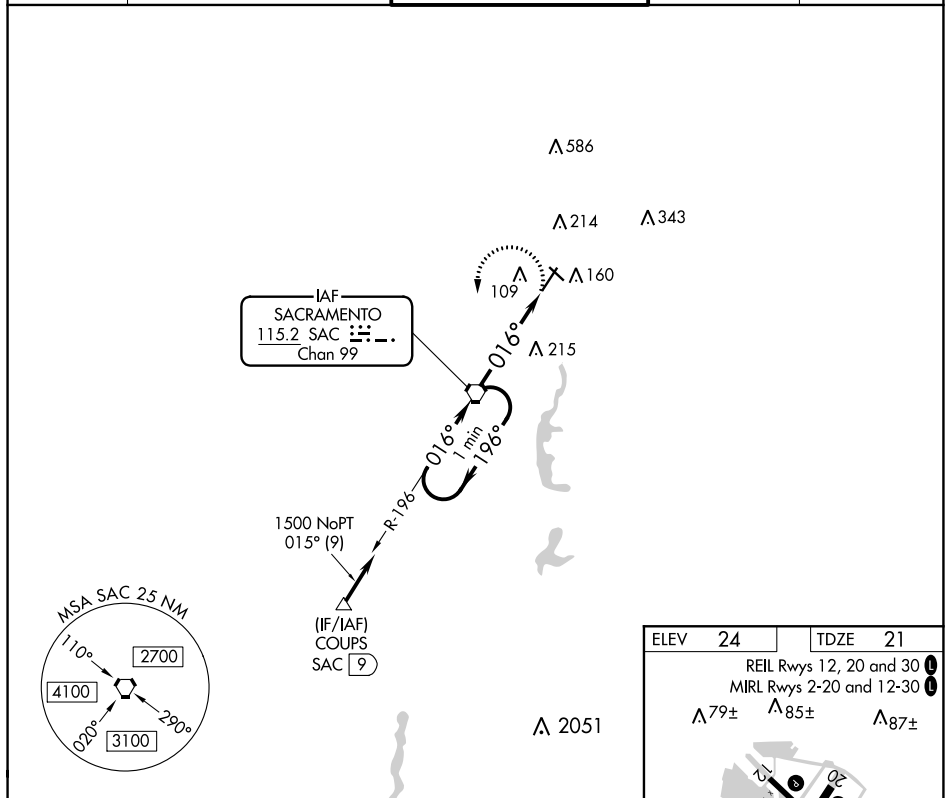 586
214
343
109
160
IAF
SACRAMENTO
115.2 SAC
Chan 99
016°
215
016°
1 min
196°
R-196
1500 NoPT
015° (9)
(IF/IAF)
COUPS
SAC 9
MSA SAC 25 NM
110°
2700
4100
020°
290°
3100
2051
ELEV 24
TDZE 21
REIL Rwys 12, 20 and 30 L
MIRL Rwys 2-20 and 12-30 L
79±
85±
87±
12
P
20